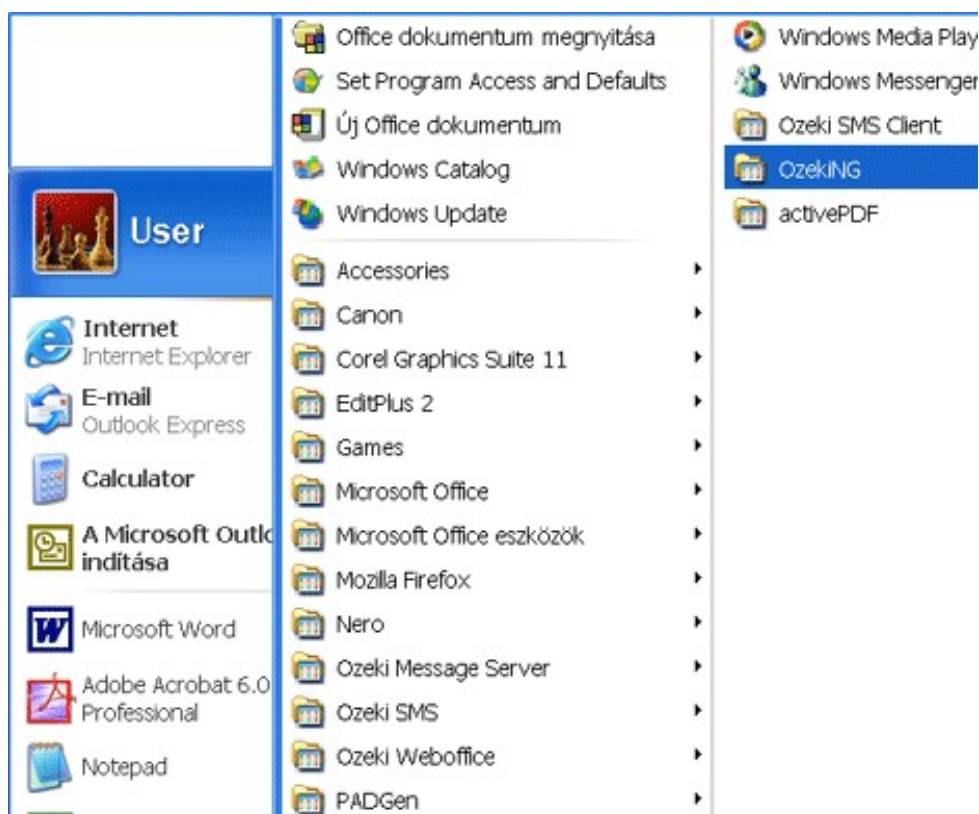 User
Internet
Internet Explorer
E-mail
Outlook Express
Calculator
A Microsoft Outlo
indítása
Microsoft Word
Adobe Acrobat 6.0
Professional
Notepad
Office dokumentum megnyitása
Set Program Access and Defaults
Új Office dokumentum
Windows Catalog
Windows Update
Accessories
Canon
Corel Graphics Suite 11
EditPlus 2
Games
Microsoft Office
Microsoft Office eszközök
Mozilla Firefox
Nero
Ozeki Message Server
Ozeki SMS
Ozeki Weboffice
PADGen
Windows Media Play
Windows Messenger
Ozeki SMS Client
OzekiNG
activePDF